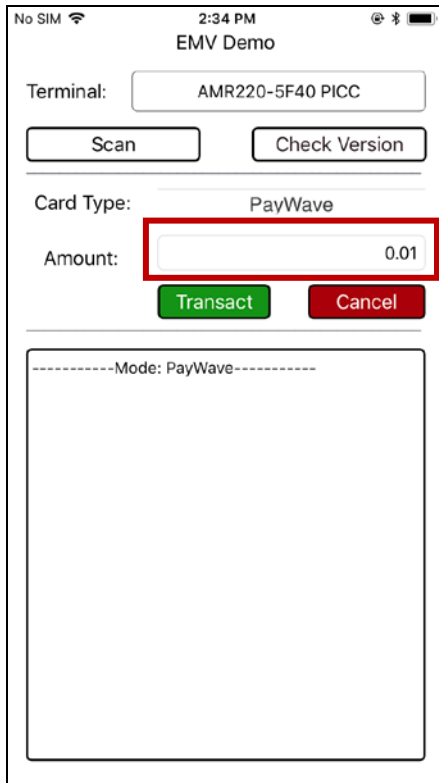 No SIM 2:34 PM
EMV Demo
Terminal: AMR220-5F40 PICC
Scan Check Version
Card Type: PayWave
Amount: 0.01
Transact Cancel
-----------Mode: PayWave-----------